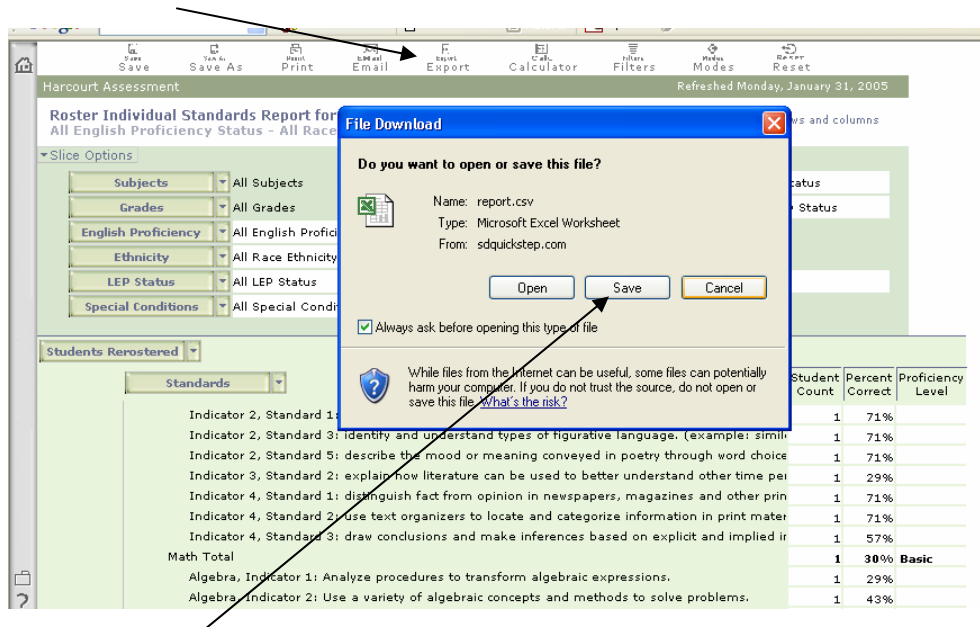 Save Save As Print Email Export Calculator Filters Modes Reset
Harcourt Assessment Refreshed Monday, January 31, 2005
Roster Individual Standards Report for
All English Proficiency Status - All Race
ws and columns
Slice Options
Subjects All Subjects
Grades All Grades
English Proficiency All English Profici
Ethnicity All Race Ethnicity
LEP Status All LEP Status
Special Conditions All Special Condi
tatus
Status
File Download
Do you want to open or save this file?
Name: report.csv
Type: Microsoft Excel Worksheet
From: sdquickstep.com
Open Save Cancel
Always ask before opening this type of file
While files from the Internet can be useful, some files can potentially
harm your computer. If you do not trust the source, do not open or
save this file. What's the risk?
Students Rerostered
Standards
Student Count Percent Correct Proficiency Level
Indicator 2, Standard 1: 1 71%
Indicator 2, Standard 3: identify and understand types of figurative language. (example: simil 1 71%
Indicator 2, Standard 5: describe the mood or meaning conveyed in poetry through word choice 1 71%
Indicator 3, Standard 2: explain how literature can be used to better understand other time per 1 29%
Indicator 4, Standard 1: distinguish fact from opinion in newspapers, magazines and other prin 1 71%
Indicator 4, Standard 2: use text organizers to locate and categorize information in print mater 1 71%
Indicator 4, Standard 3: draw conclusions and make inferences based on explicit and implied in 1 57%
Math Total 1 30% Basic
Algebra, Indicator 1: Analyze procedures to transform algebraic expressions. 1 29%
Algebra, Indicator 2: Use a variety of algebraic concepts and methods to solve problems. 1 43%